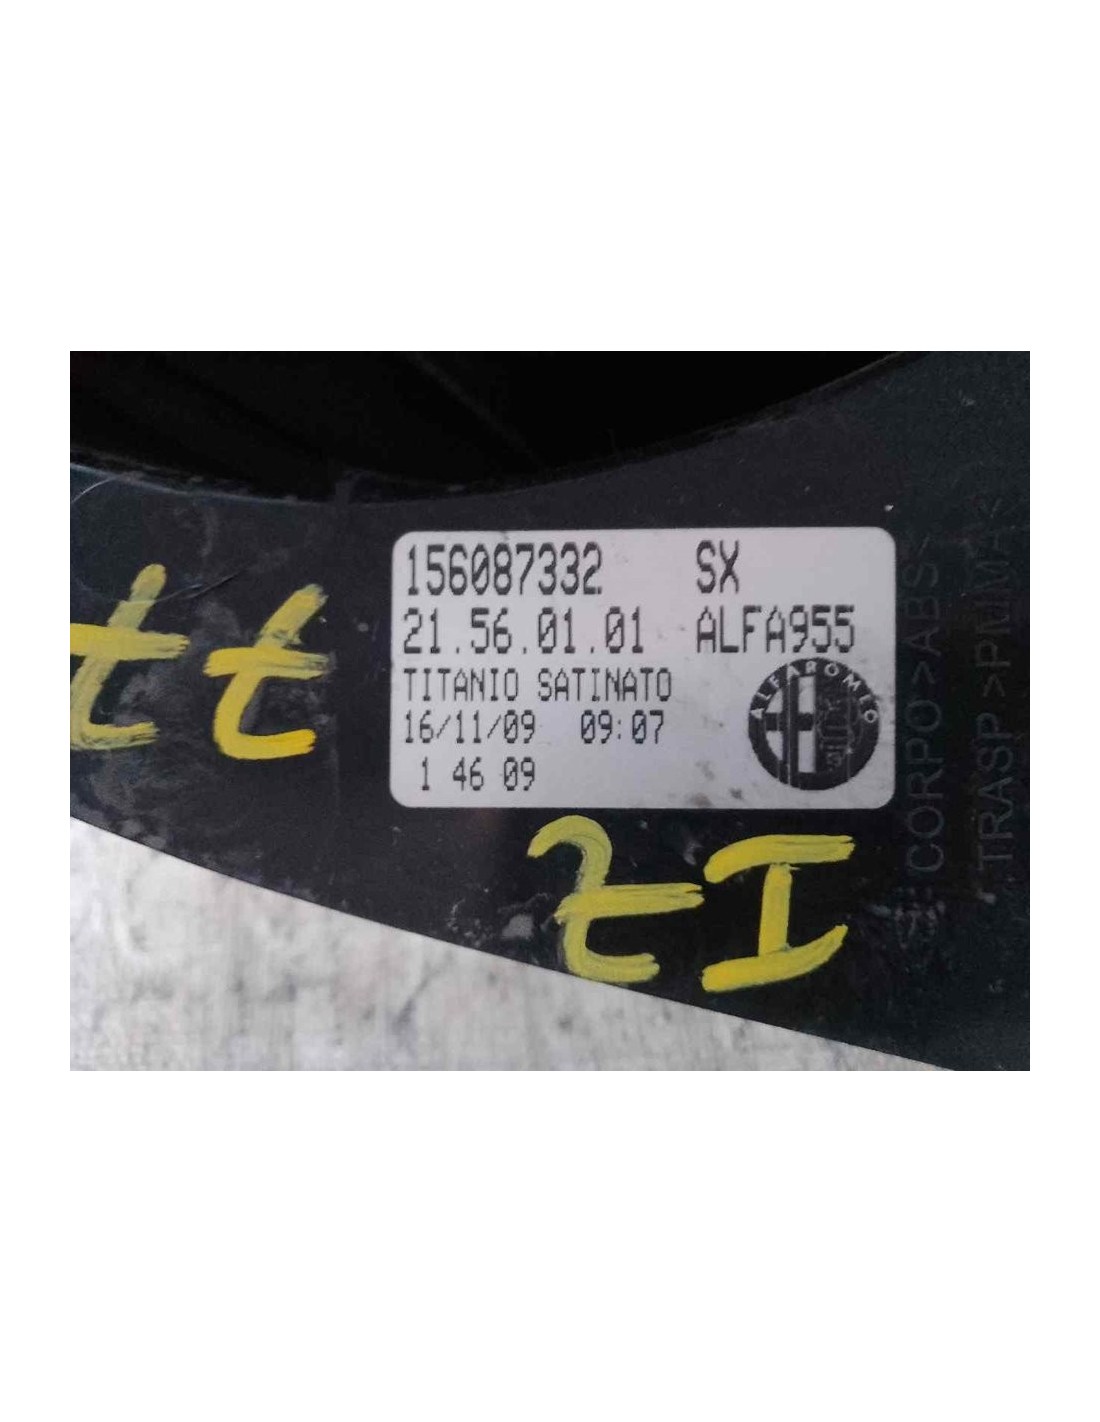 156087332 SX
21.56.01.01 ALFA955
TITANIO SATINATO
16/11/09 09:07
1 46 09
ALFA ROMEO
tt
ZI
CORPO >ABS<
TRASP >PMMA<